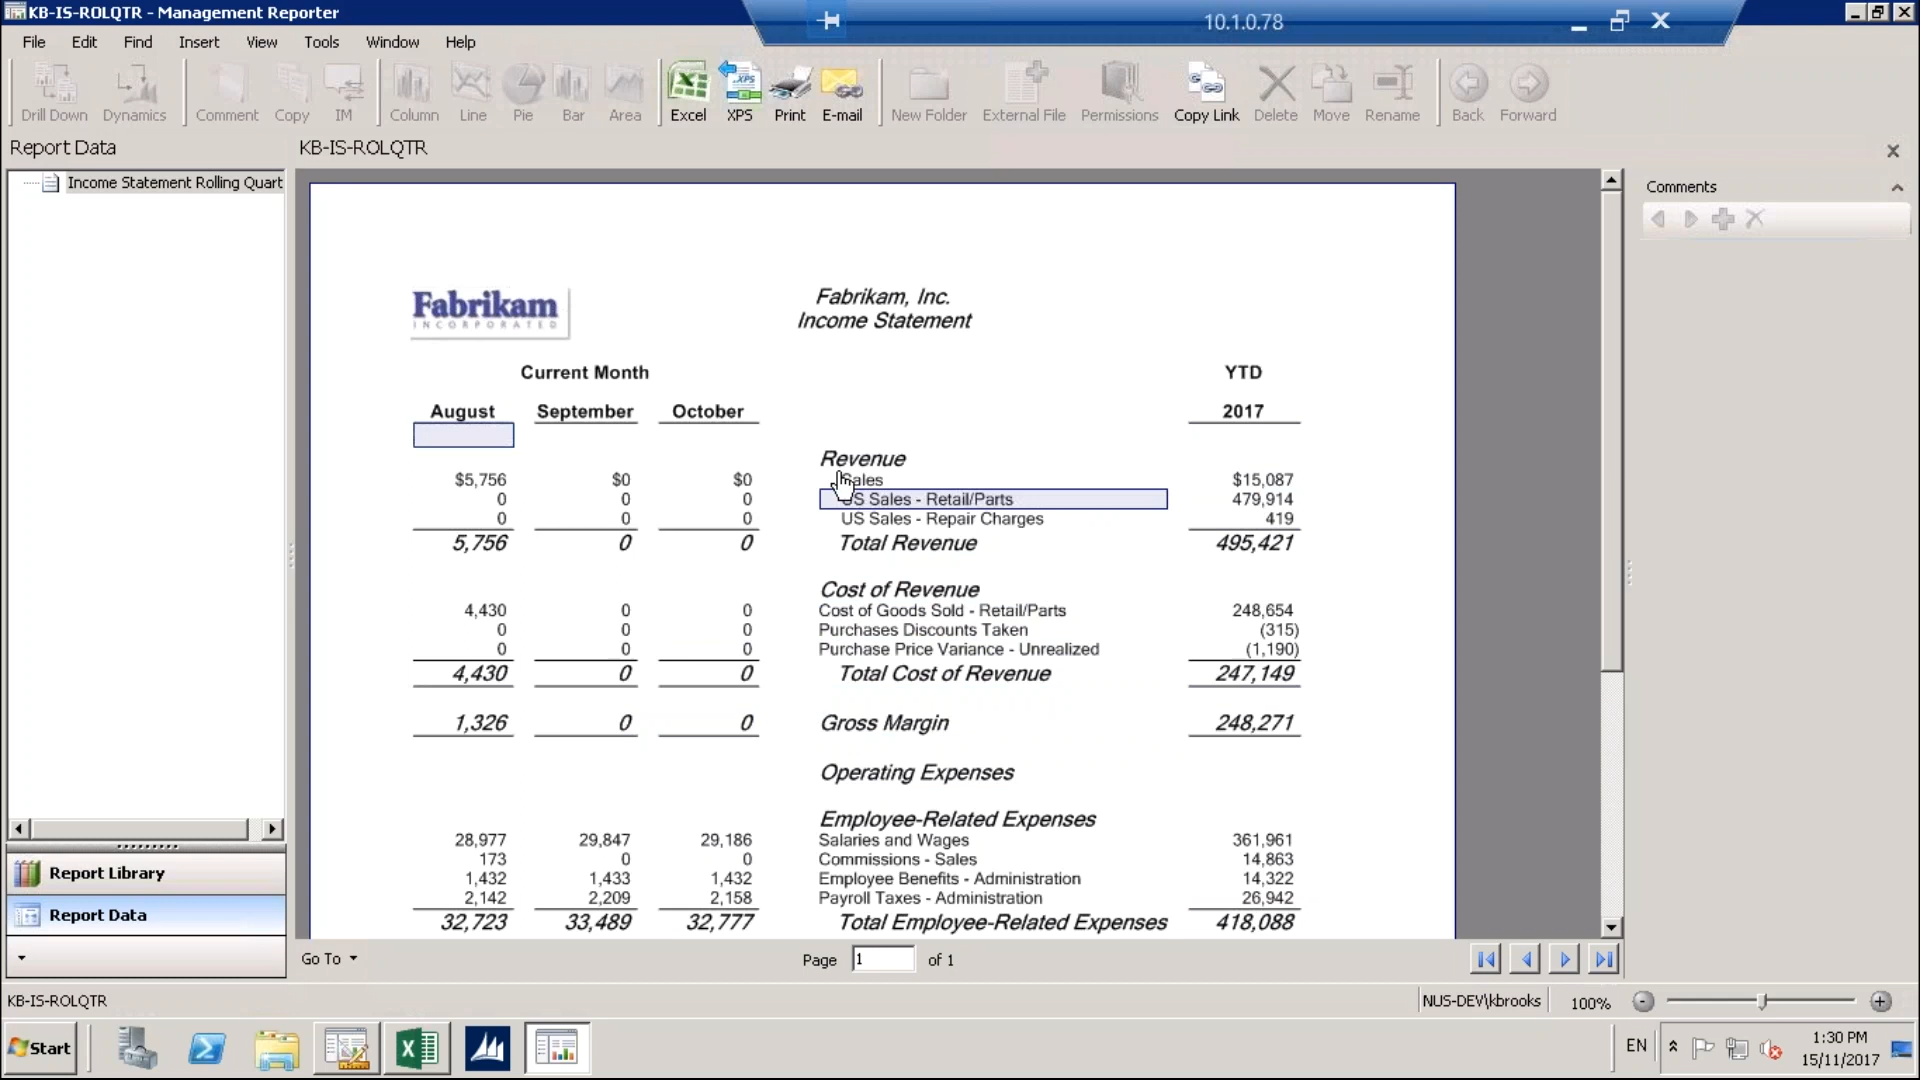 KB-IS-ROLQTR - Management Reporter
10.1.0.78
File Edit Find Insert View Tools Window Help
Drill Down Dynamics Comment Copy IM Column Line Pie Bar Area Excel XPS Print E-mail New Folder External File Permissions Copy Link Delete Move Rename Back Forward
Report Data
KB-IS-ROLQTR
Income Statement Rolling Quart
Comments
Fabrikam
INCORPORATED
Fabrikam, Inc.
Income Statement
Current Month YTD
August September October 2017
Revenue
$5,756 $0 $0 Sales $15,087
0 0 0 US Sales - Retail/Parts 479,914
0 0 0 US Sales - Repair Charges 419
5,756 0 0 Total Revenue 495,421
Cost of Revenue
4,430 0 0 Cost of Goods Sold - Retail/Parts 248,654
0 0 0 Purchases Discounts Taken (315)
0 0 0 Purchase Price Variance - Unrealized (1,190)
4,430 0 0 Total Cost of Revenue 247,149
1,326 0 0 Gross Margin 248,271
Operating Expenses
Employee-Related Expenses
28,977 29,847 29,186 Salaries and Wages 361,961
173 0 0 Commissions - Sales 14,863
1,432 1,433 1,432 Employee Benefits - Administration 14,322
2,142 2,209 2,158 Payroll Taxes - Administration 26,942
32,723 33,489 32,777 Total Employee-Related Expenses 418,088
Report Library
Report Data
Go To Page 1 of 1
KB-IS-ROLQTR NUS-DEV\kbrooks 100%
Start EN 1:30 PM
15/11/2017